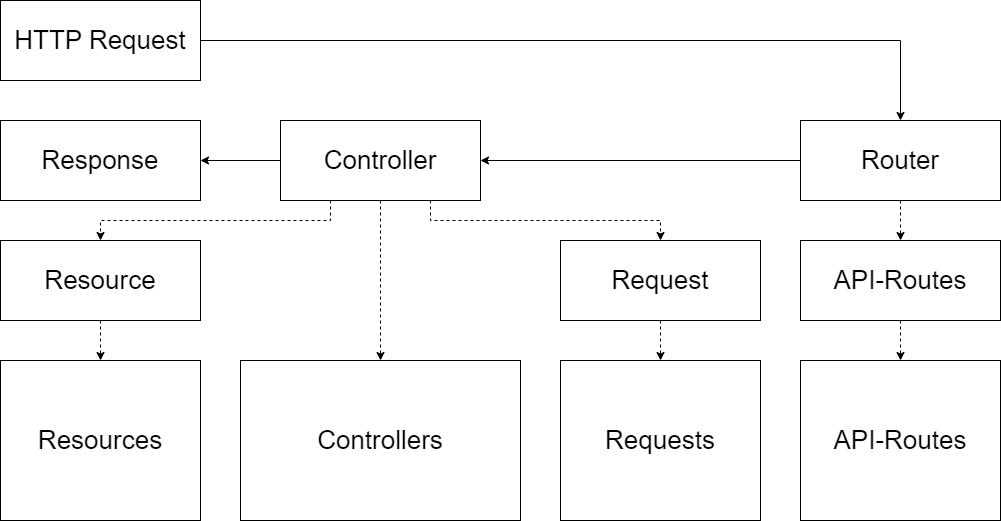 HTTP Request
Response
Controller
Router
Resource
Request
API-Routes
Resources
Controllers
Requests
API-Routes